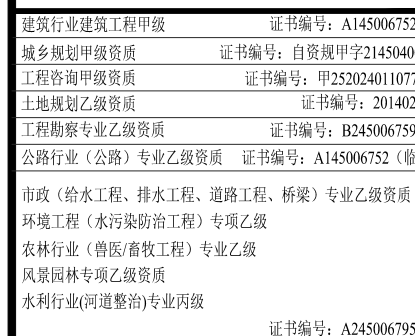 建筑行业建筑工程甲级 证书编号：A145006752
城乡规划甲级资质 证书编号：自资规甲字2145040
工程咨询甲级资质 证书编号：甲252024011077
土地规划乙级资质 证书编号：201402
工程勘察专业乙级资质 证书编号：B245006759
公路行业（公路）专业乙级资质 证书编号：A145006752（临
市政（给水工程、排水工程、道路工程、桥梁）专业乙级资质
环境工程（水污染防治工程）专项乙级
农林行业（兽医/畜牧工程）专业乙级
风景园林专项乙级资质
水利行业(河道整治)专业丙级
证书编号：A245006795